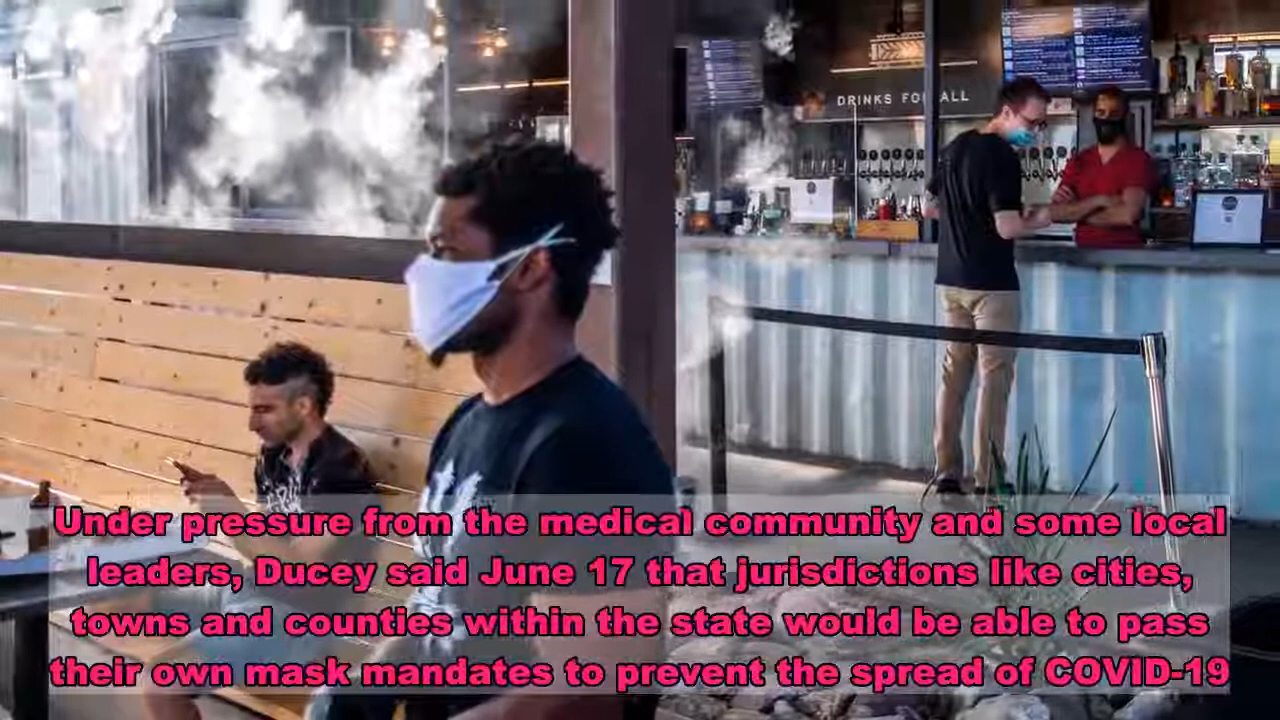 DRINKS FOR ALL
Under pressure from the medical community and some local
leaders, Ducey said June 17 that jurisdictions like cities,
towns and counties within the state would be able to pass
their own mask mandates to prevent the spread of COVID-19